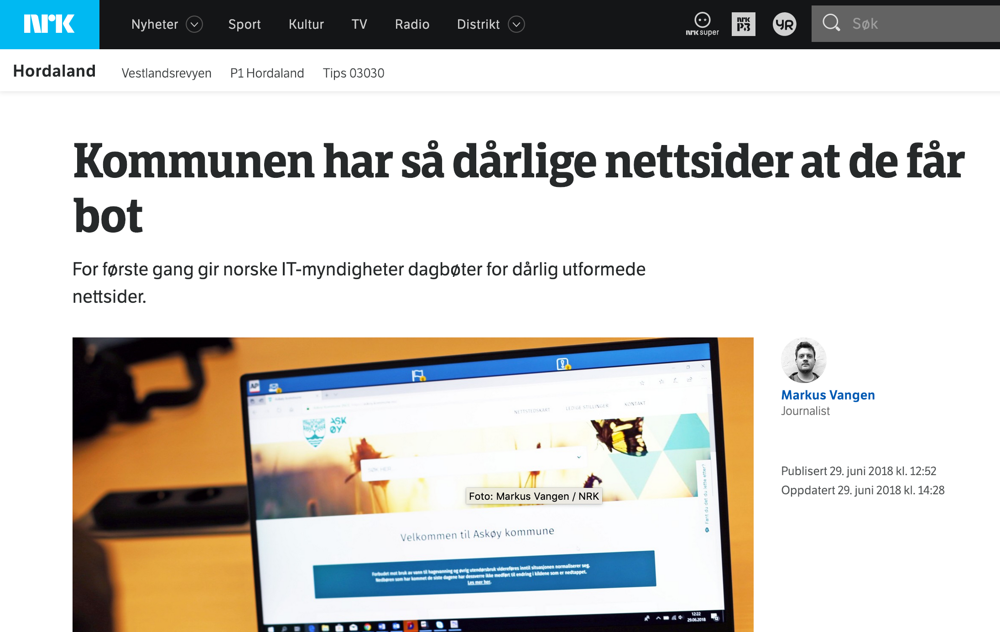 nrk
Nyheter
Sport
Kultur
TV
Radio
Distrikt
nrk super
nrk P3
YR
Søk
Hordaland
Vestlandsrevyen
P1 Hordaland
Tips 03030
Kommunen har så dårlige nettsider at de får
bot
For første gang gir norske IT-myndigheter dagbøter for dårlig utformede
nettsider.
AP
NETTSTEDSKART
LEDIGE STILLINGER
KONTAKT
ASK
ØY
SØK HER...
Fant du det du lette etter?
Foto: Markus Vangen / NRK
Velkommen til Askøy kommune
Forbudet mot bruk av vann til hagevanning og øvrig utendørsbruk videreføres inntil situasjonen normaliserer seg.
Nedbøren som har kommet de siste dagene har dessverre ikke medført til endring i kildene som er nedtappet.
Les mer her.
12:22
29.06.2018
Markus Vangen
Journalist
Publisert 29. juni 2018 kl. 12:52
Oppdatert 29. juni 2018 kl. 14:28